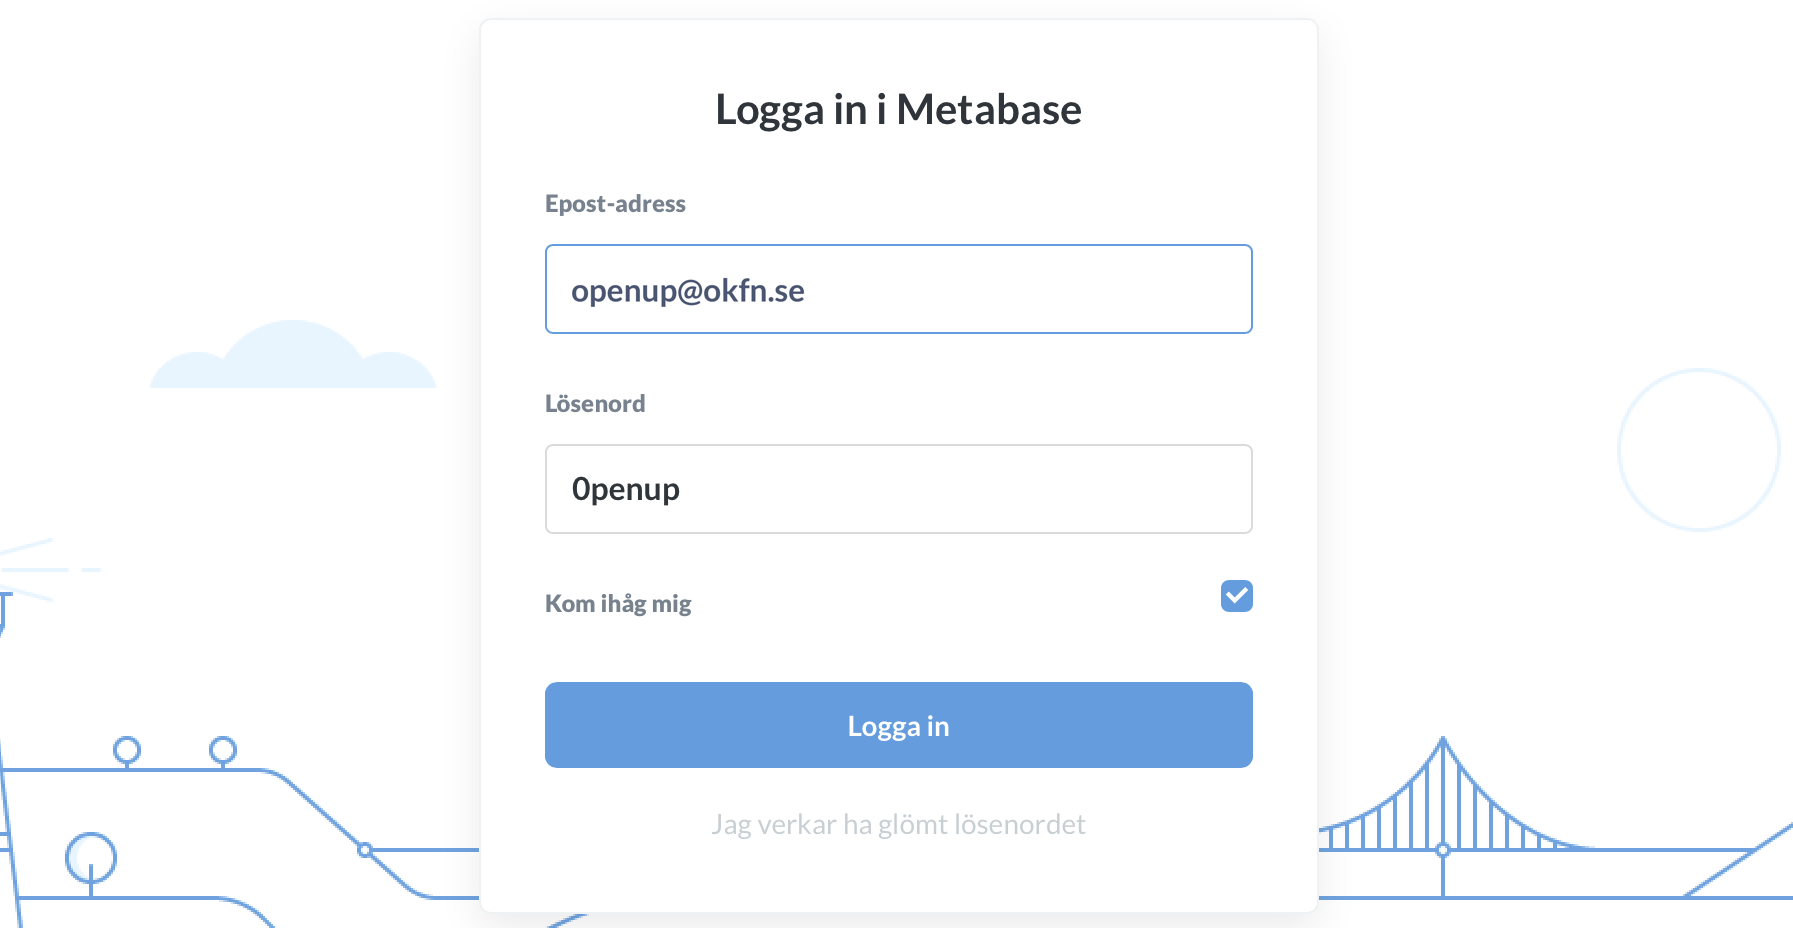 Logga in i Metabase
Epost-adress
openup@okfn.se
Lösenord
0penup
Kom ihåg mig
Logga in
Jag verkar ha glömt lösenordet